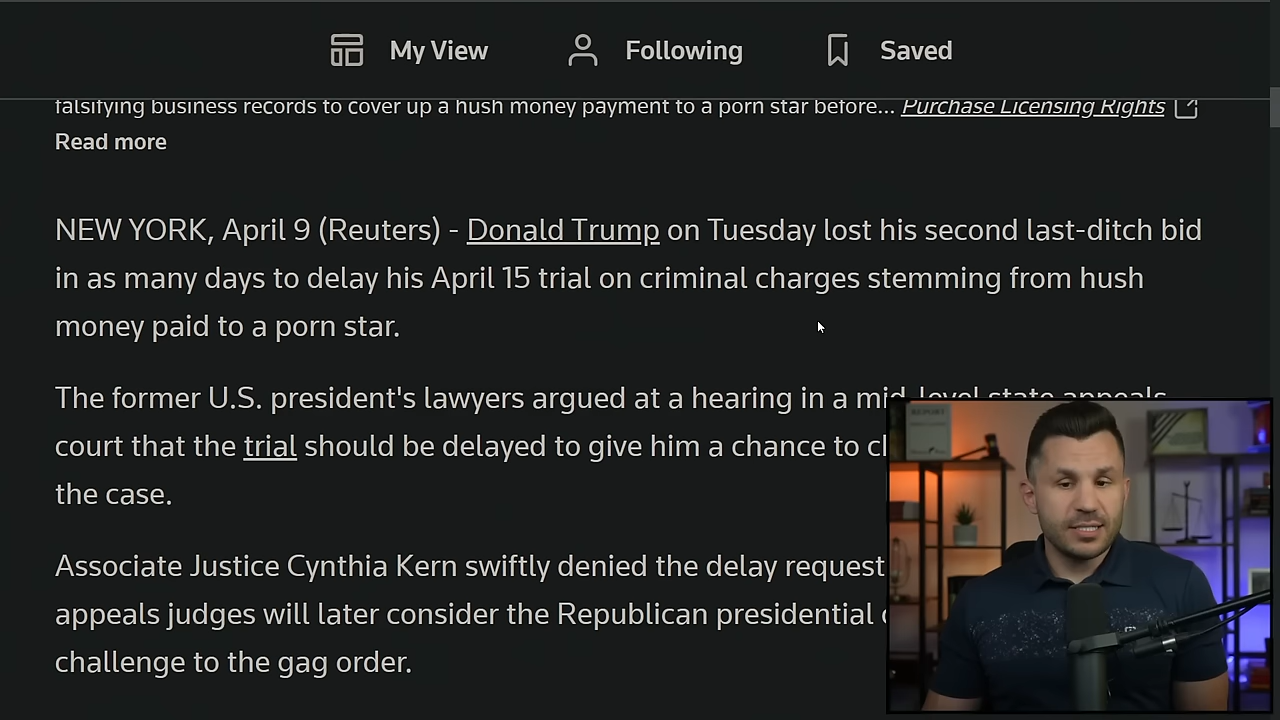 My View
Following
Saved
falsifying business records to cover up a hush money payment to a porn star before... Purchase Licensing Rights
Read more
NEW YORK, April 9 (Reuters) - Donald Trump on Tuesday lost his second last-ditch bid
in as many days to delay his April 15 trial on criminal charges stemming from hush
money paid to a porn star.
The former U.S. president's lawyers argued at a hearing in a mid-level state appeals
court that the trial should be delayed to give him a chance to
the case.
Associate Justice Cynthia Kern swiftly denied the delay request
appeals judges will later consider the Republican presidential
challenge to the gag order.
REPORT